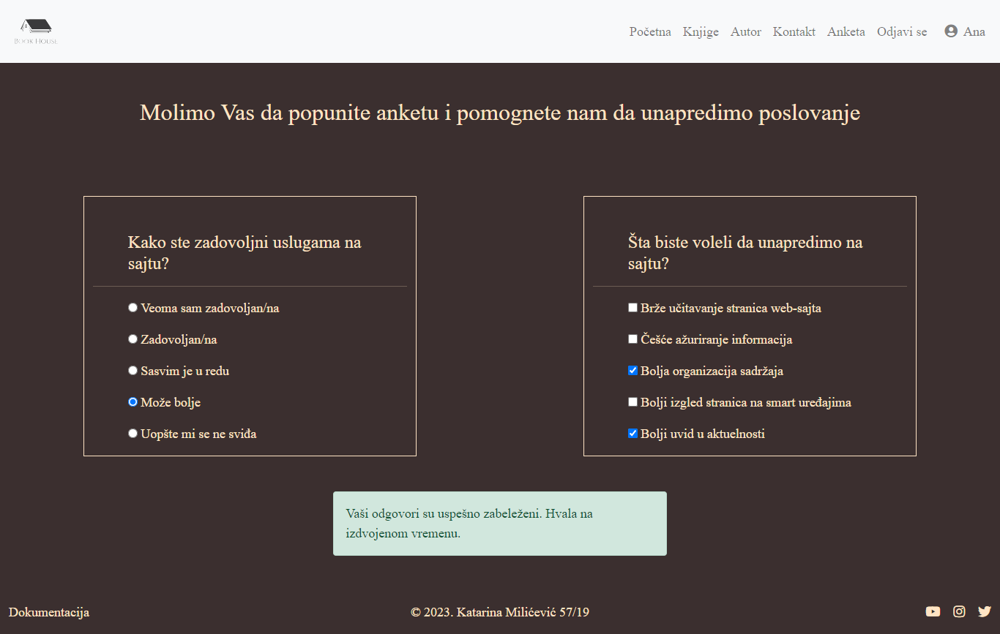 BOOK HOUSE
Početna Knjige Autor Kontakt Anketa Odjavi se Ana
Molimo Vas da popunite anketu i pomognete nam da unapredimo poslovanje
Kako ste zadovoljni uslugama na
sajtu?
Veoma sam zadovoljan/na
Zadovoljan/na
Sasvim je u redu
Može bolje
Uopšte mi se ne sviđa
Šta biste voleli da unapredimo na
sajtu?
Brže učitavanje stranica web-sajta
Češće ažuriranje informacija
Bolja organizacija sadržaja
Bolji izgled stranica na smart uređajima
Bolji uvid u aktuelnosti
Vaši odgovori su uspešno zabeleženi. Hvala na
izdvojenom vremenu.
Dokumentacija
© 2023. Katarina Milićević 57/19